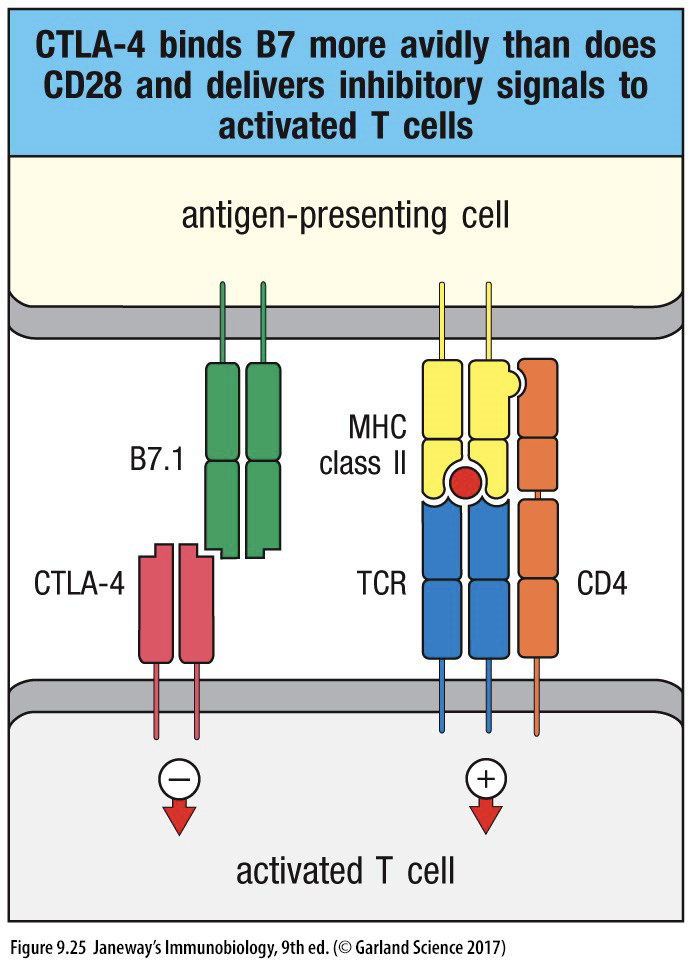 CTLA-4 binds B7 more avidly than does
CD28 and delivers inhibitory signals to
activated T cells
antigen-presenting cell
B7.1
MHC
class II
CTLA-4
TCR
CD4
−
+
activated T cell
Figure 9.25 Janeway’s Immunobiology, 9th ed. (© Garland Science 2017)